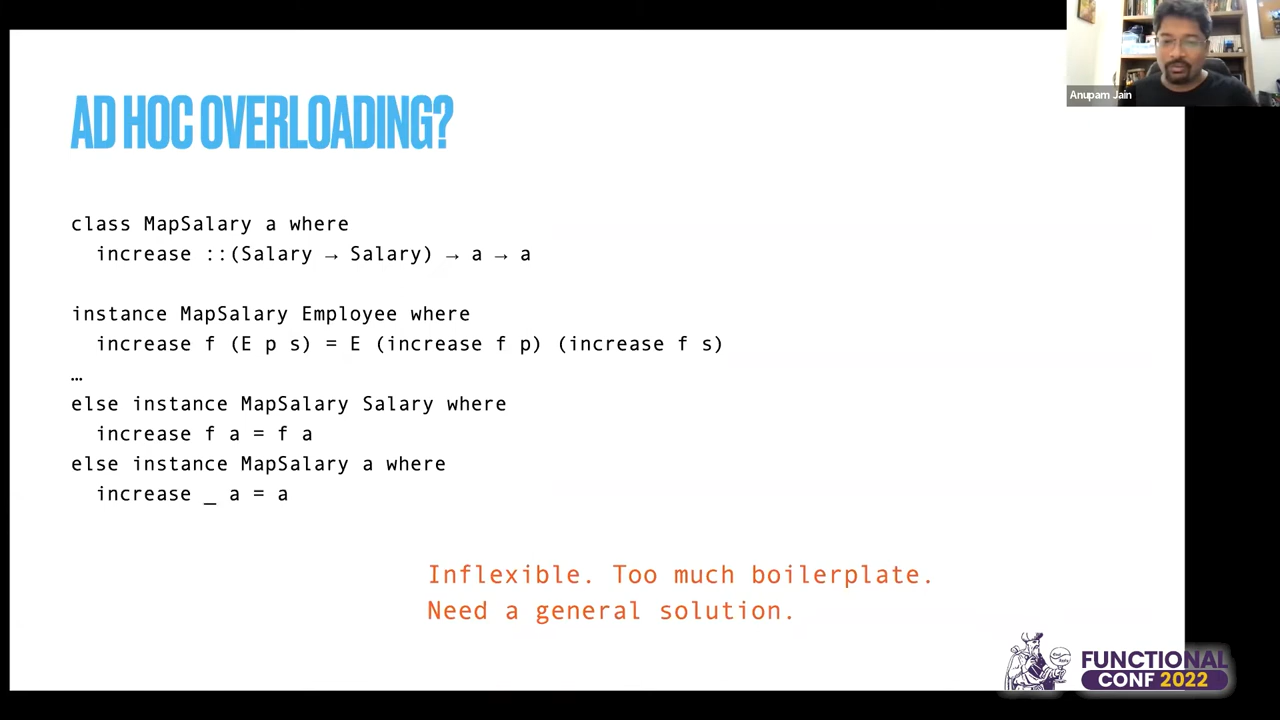 Anupam Jain
AD HOC OVERLOADING?
class MapSalary a where
increase ::(Salary → Salary) → a → a
instance MapSalary Employee where
increase f (E p s) = E (increase f p) (increase f s)
…
else instance MapSalary Salary where
increase f a = f a
else instance MapSalary a where
increase _ a = a
Inflexible. Too much boilerplate.
Need a general solution.
FUNCTIONAL
CONF 2022